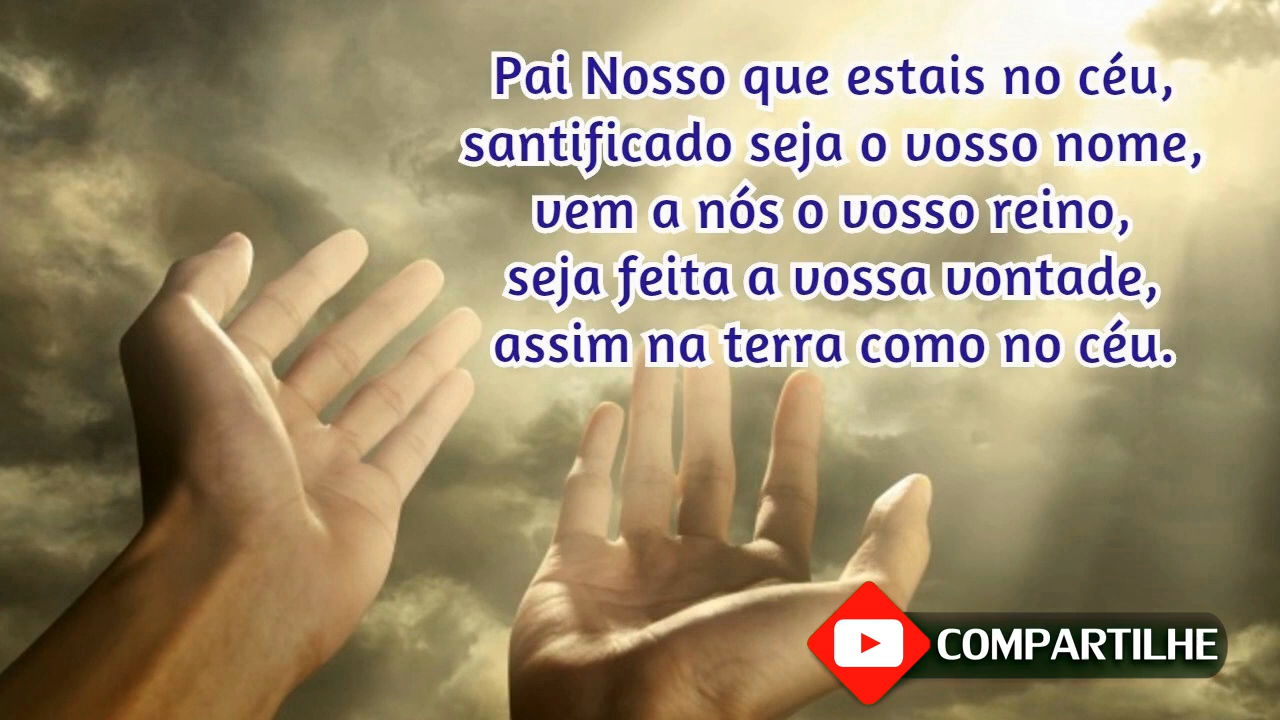 Pai Nosso que estais no céu,
santificado seja o vosso nome,
vem a nós o vosso reino,
seja feita a vossa vontade,
assim na terra como no céu.
COMPARTILHE